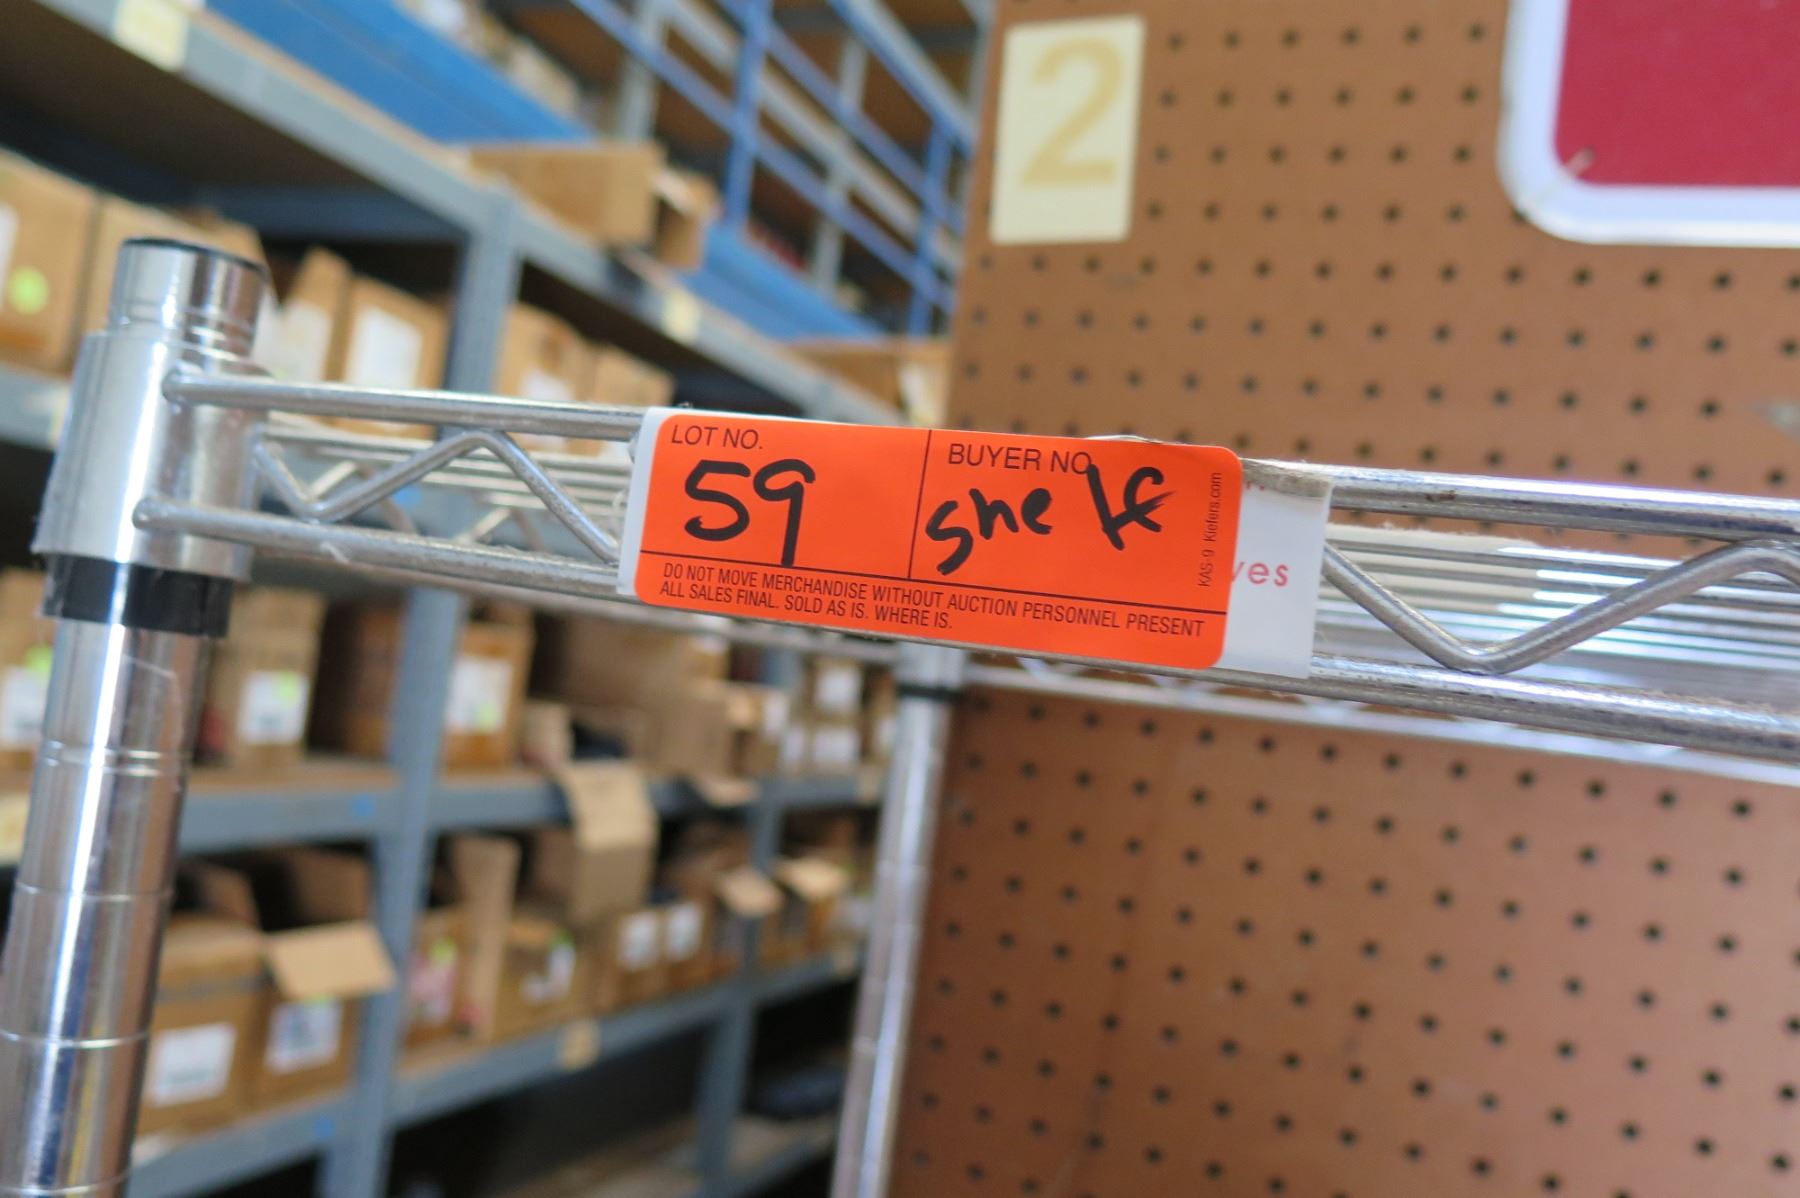 2
LOT NO.
59
BUYER NO.
shelf
DO NOT MOVE MERCHANDISE WITHOUT AUCTION PERSONNEL PRESENT
ALL SALES FINAL. SOLD AS IS. WHERE IS.
KAS-9 Kiefers.com
ves